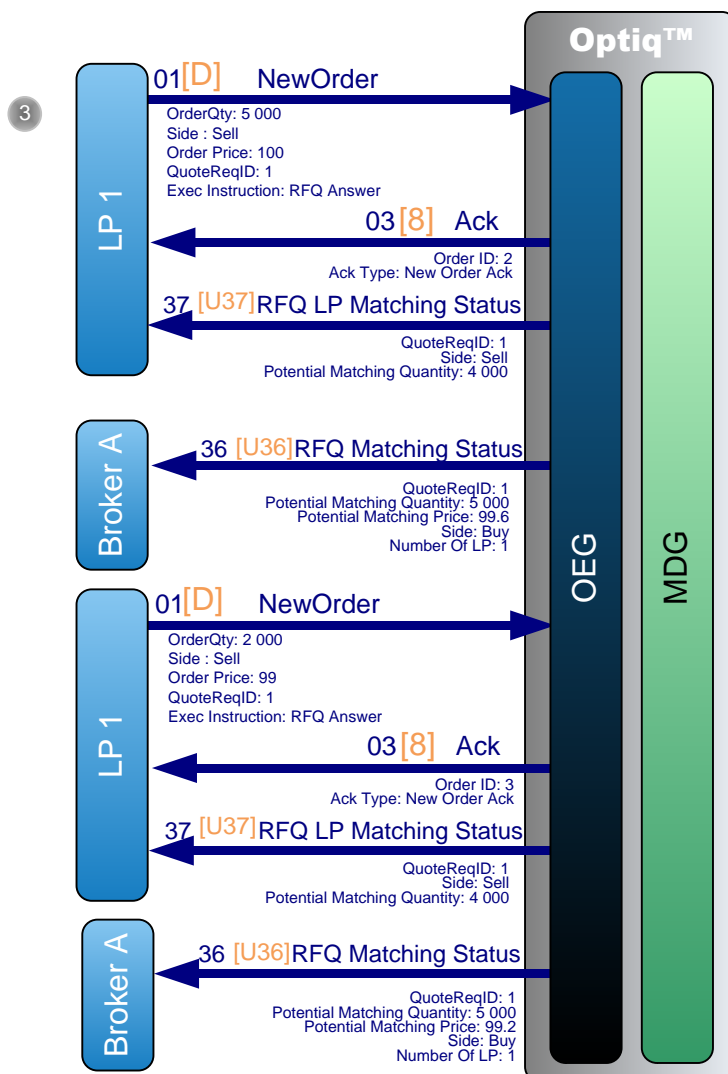 Optiq™
3
LP 1
01[D] NewOrder
OrderQty: 5 000
Side : Sell
Order Price: 100
QuoteReqID: 1
Exec Instruction: RFQ Answer
03[8] Ack
Order ID: 2
Ack Type: New Order Ack
37 [U37]RFQ LP Matching Status
QuoteReqID: 1
Side: Sell
Potential Matching Quantity: 4 000
Broker A
36 [U36]RFQ Matching Status
QuoteReqID: 1
Potential Matching Quantity: 5 000
Potential Matching Price: 99.6
Side: Buy
Number Of LP: 1
OEG
MDG
LP 1
01[D] NewOrder
OrderQty: 2 000
Side : Sell
Order Price: 99
QuoteReqID: 1
Exec Instruction: RFQ Answer
03[8] Ack
Order ID: 3
Ack Type: New Order Ack
37 [U37]RFQ LP Matching Status
QuoteReqID: 1
Side: Sell
Potential Matching Quantity: 4 000
Broker A
36 [U36]RFQ Matching Status
QuoteReqID: 1
Potential Matching Quantity: 5 000
Potential Matching Price: 99.2
Side: Buy
Number Of LP: 1